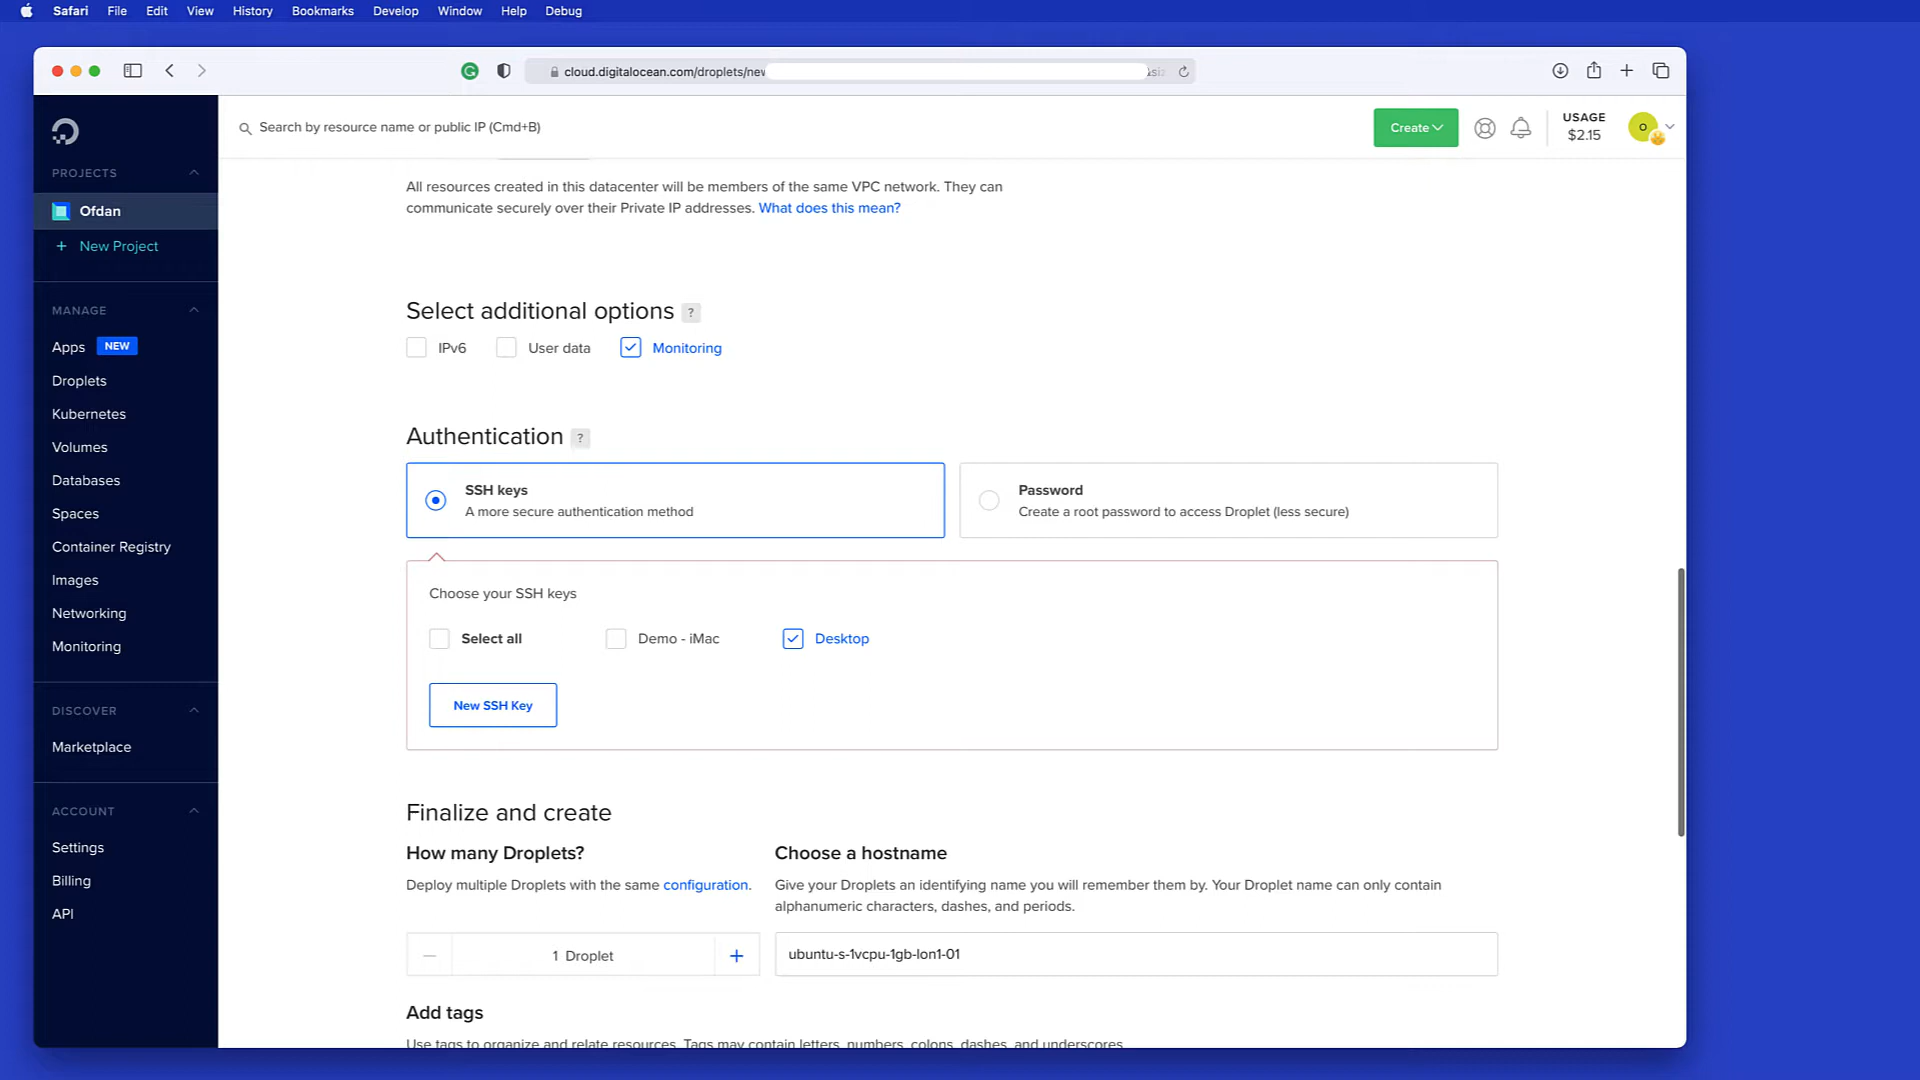 Safari File Edit View History Bookmarks Develop Window Help Debug
cloud.digitalocean.com/droplets/new
Search by resource name or public IP (Cmd+B)
Create
USAGE
$2.15
O
PROJECTS
Ofdan
+ New Project
MANAGE
Apps NEW
Droplets
Kubernetes
Volumes
Databases
Spaces
Container Registry
Images
Networking
Monitoring
DISCOVER
Marketplace
ACCOUNT
Settings
Billing
API
All resources created in this datacenter will be members of the same VPC network. They can
communicate securely over their Private IP addresses. What does this mean?
Select additional options ?
IPv6 User data Monitoring
Authentication ?
SSH keys
A more secure authentication method
Password
Create a root password to access Droplet (less secure)
Choose your SSH keys
Select all Demo - iMac Desktop
New SSH Key
Finalize and create
How many Droplets?
Deploy multiple Droplets with the same configuration.
1 Droplet
Choose a hostname
Give your Droplets an identifying name you will remember them by. Your Droplet name can only contain
alphanumeric characters, dashes, and periods.
ubuntu-s-1vcpu-1gb-lon1-01
Add tags
Use tags to organize and relate resources. Tags may contain letters, numbers, colons, dashes, and underscores.